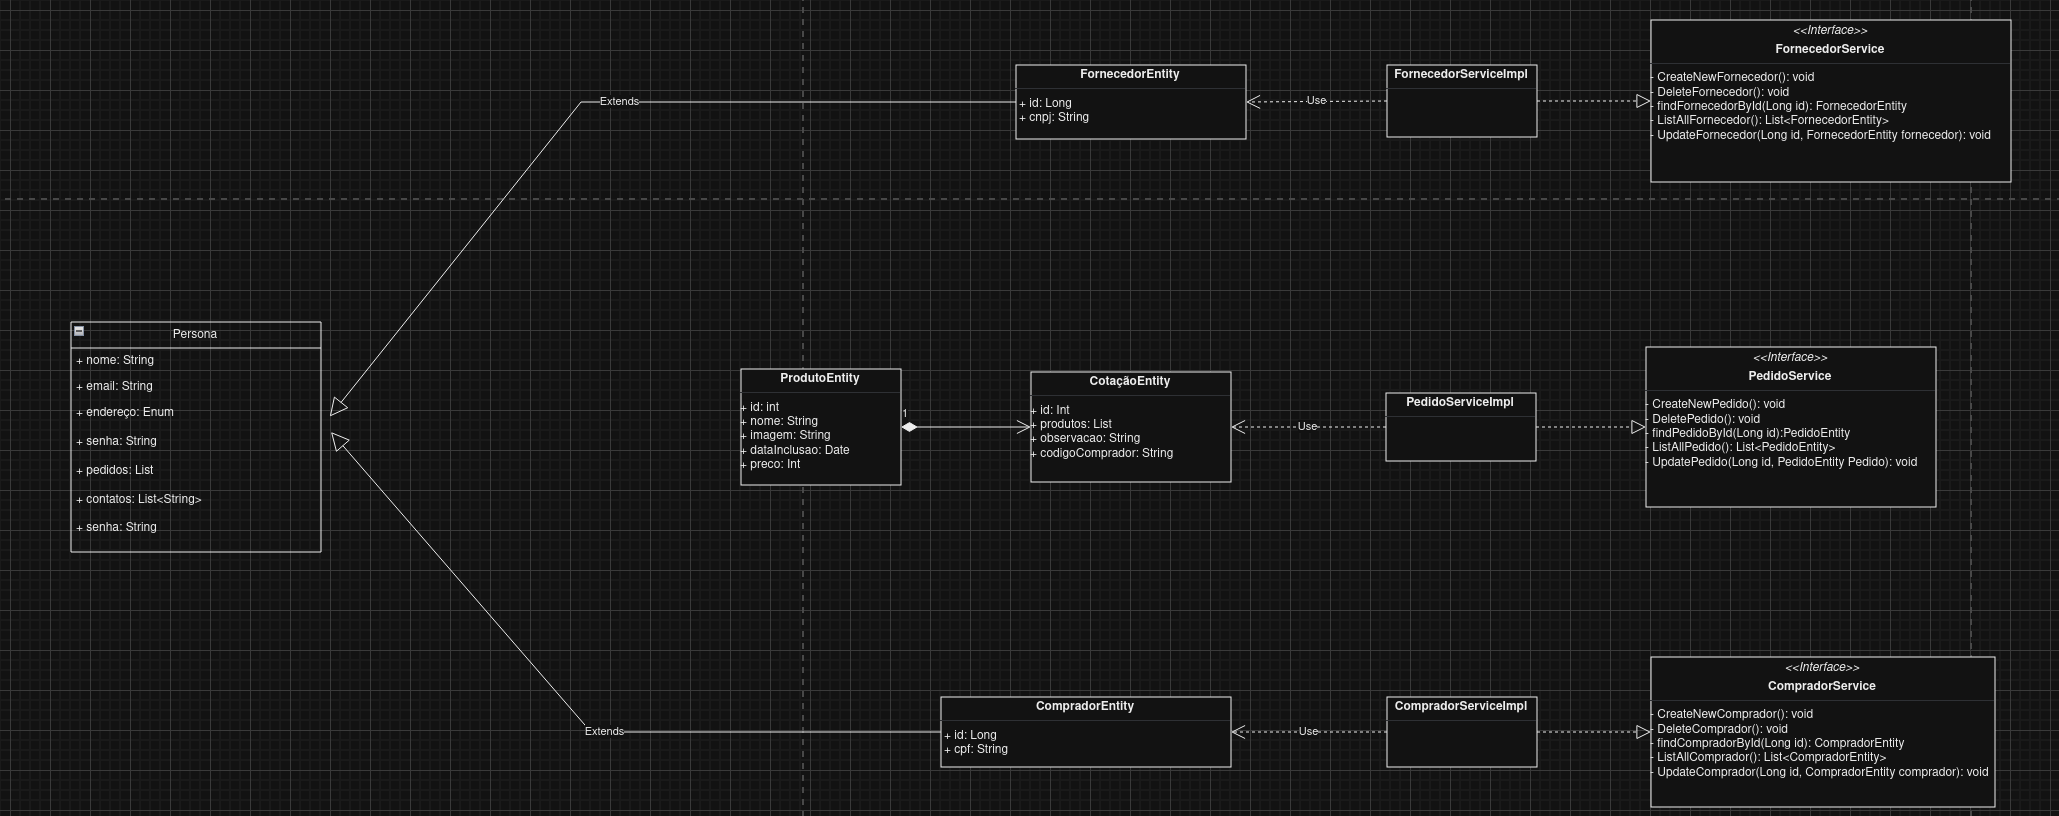 <<Interface>>
FornecedorService
- CreateNewFornecedor(): void
- DeleteFornecedor(): void
- findFornecedorById(Long id): FornecedorEntity
- ListAllFornecedor(): List<FornecedorEntity>
- UpdateFornecedor(Long id, FornecedorEntity fornecedor): void
FornecedorEntity
+ id: Long
+ cnpj: String
FornecedorServiceImpl
Extends
Use
Persona
+ nome: String
+ email: String
+ endereço: Enum
+ senha: String
+ pedidos: List
+ contatos: List<String>
+ senha: String
ProdutoEntity
+ id: int
+ nome: String
+ imagem: String
+ dataInclusao: Date
+ preco: Int
1
CotaçãoEntity
+ id: Int
+ produtos: List
+ observacao: String
+ codigoComprador: String
Use
PedidoServiceImpl
<<Interface>>
PedidoService
- CreateNewPedido(): void
- DeletePedido(): void
- findPedidoById(Long id):PedidoEntity
- ListAllPedido(): List<PedidoEntity>
- UpdatePedido(Long id, PedidoEntity Pedido): void
Extends
CompradorEntity
+ id: Long
+ cpf: String
Use
CompradorServiceImpl
<<Interface>>
CompradorService
- CreateNewComprador(): void
- DeleteComprador(): void
- findCompradorById(Long id): CompradorEntity
- ListAllComprador(): List<CompradorEntity>
- UpdateComprador(Long id, CompradorEntity comprador): void